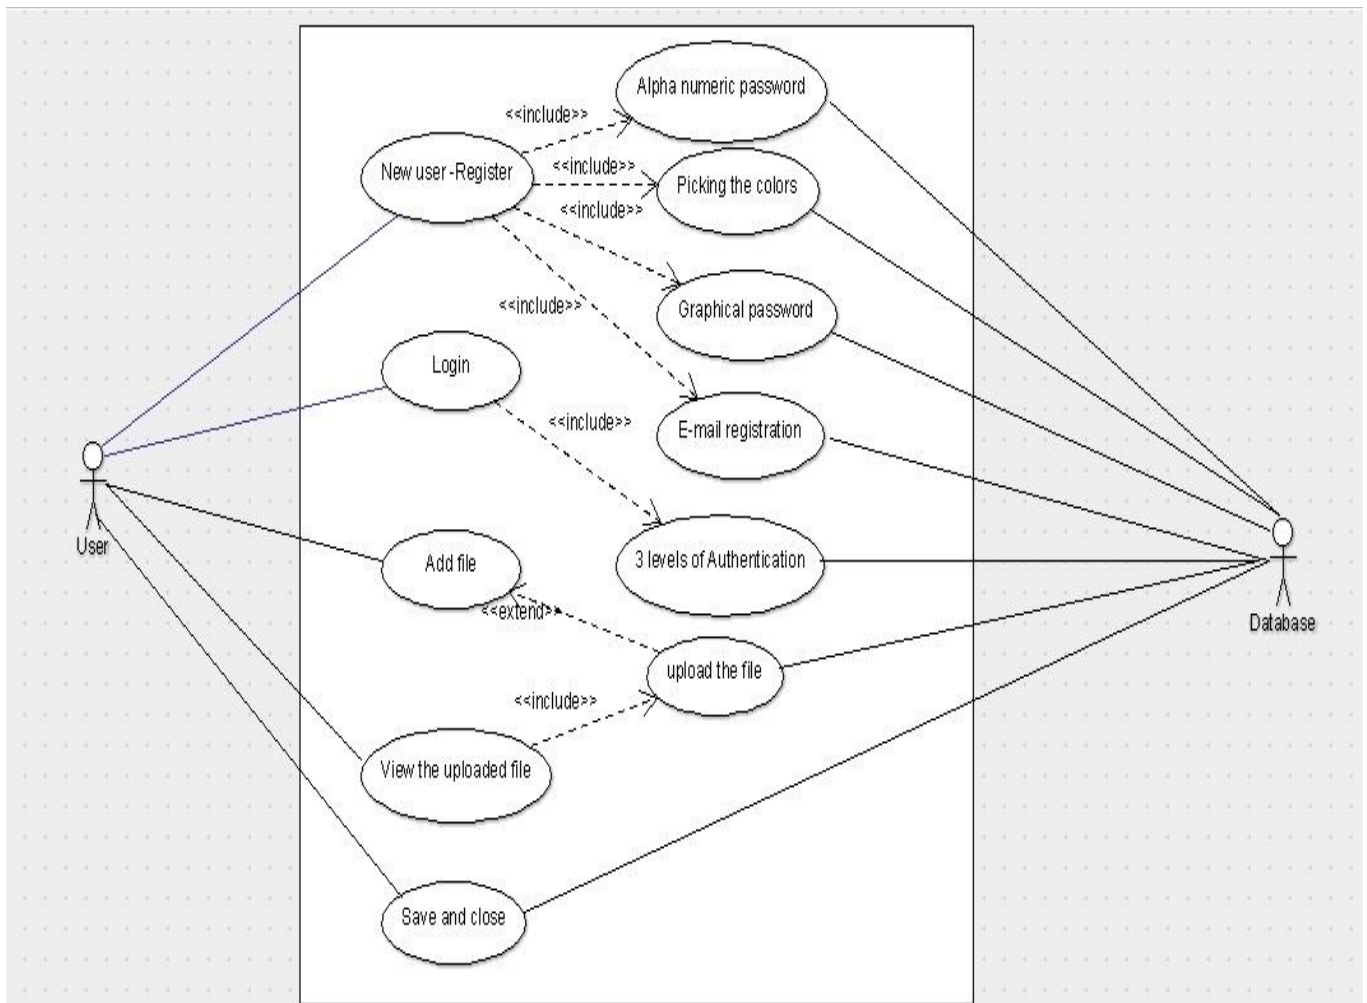 Alpha numeric password
<<include>>
New user -Register
<<include>>
Picking the colors
<<include>>
<<include>>
Graphical password
Login
<<include>>
E-mail registration
User
Add file
3 levels of Authentication
<<extend>>
Database
upload the file
<<include>>
View the uploaded file
Save and close